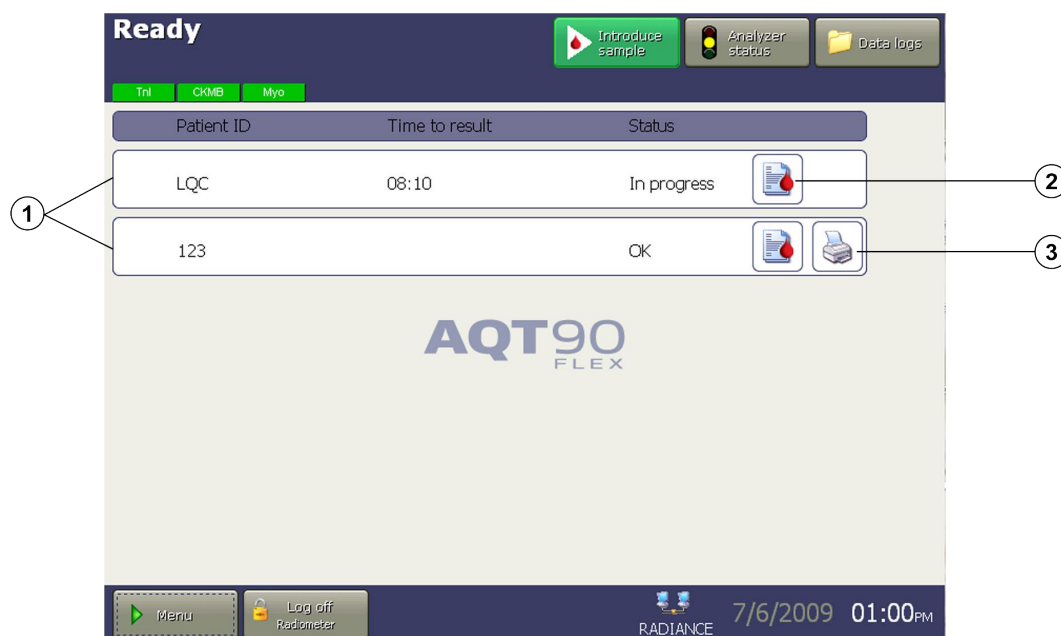 Ready
Introduce
sample
Analyzer
status
Data logs
TnI CKMB Myo
Patient ID Time to result Status
LQC 08:10 In progress
123 OK
1
2
3
AQT90
FLEX
Menu
Log off
Radiometer
RADIANCE
7/6/2009 01:00PM